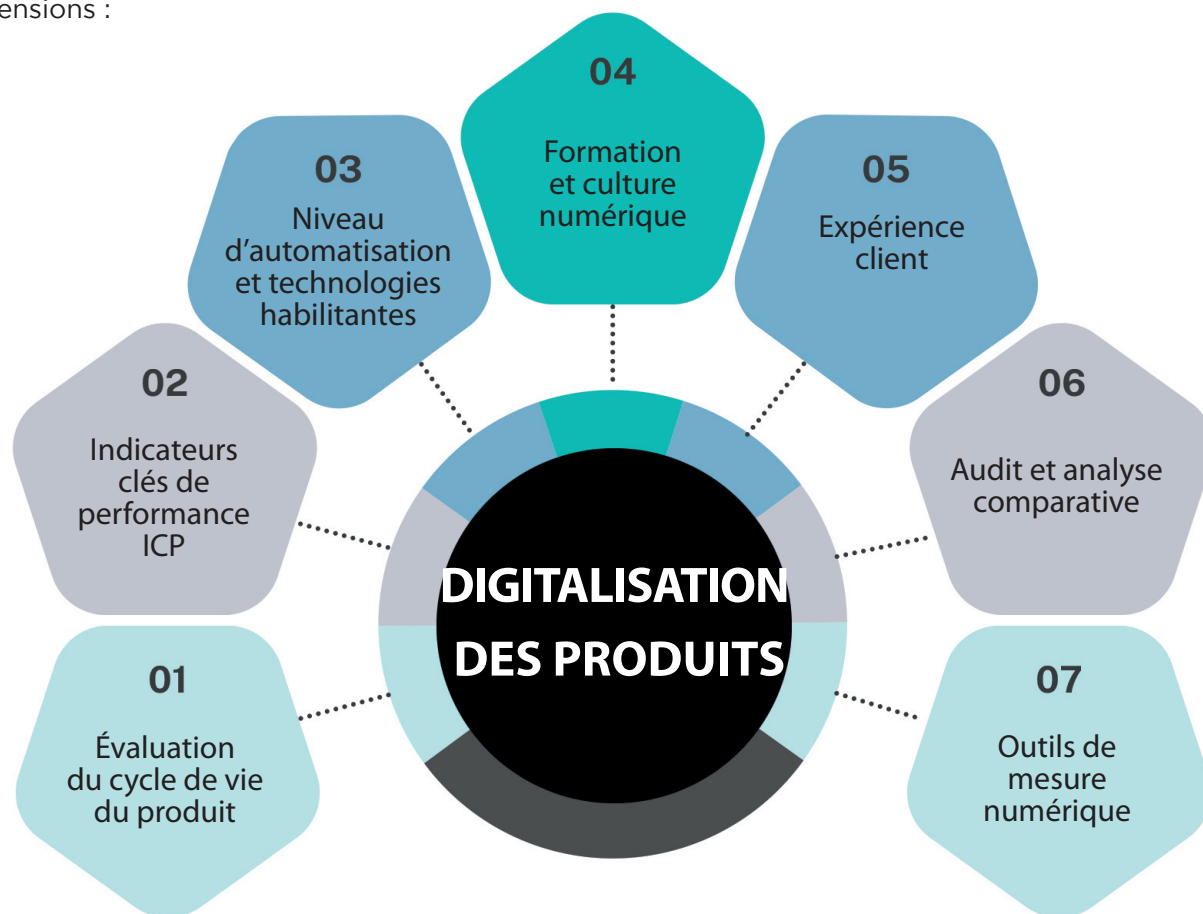 ensions :
01
Évaluation
du cycle de vie
du produit
02
Indicateurs
clés de
performance
ICP
03
Niveau
d’automatisation
et technologies
habilitantes
04
Formation
et culture
numérique
05
Expérience
client
06
Audit et analyse
comparative
07
Outils de
mesure
numérique
DIGITALISATION
DES PRODUITS